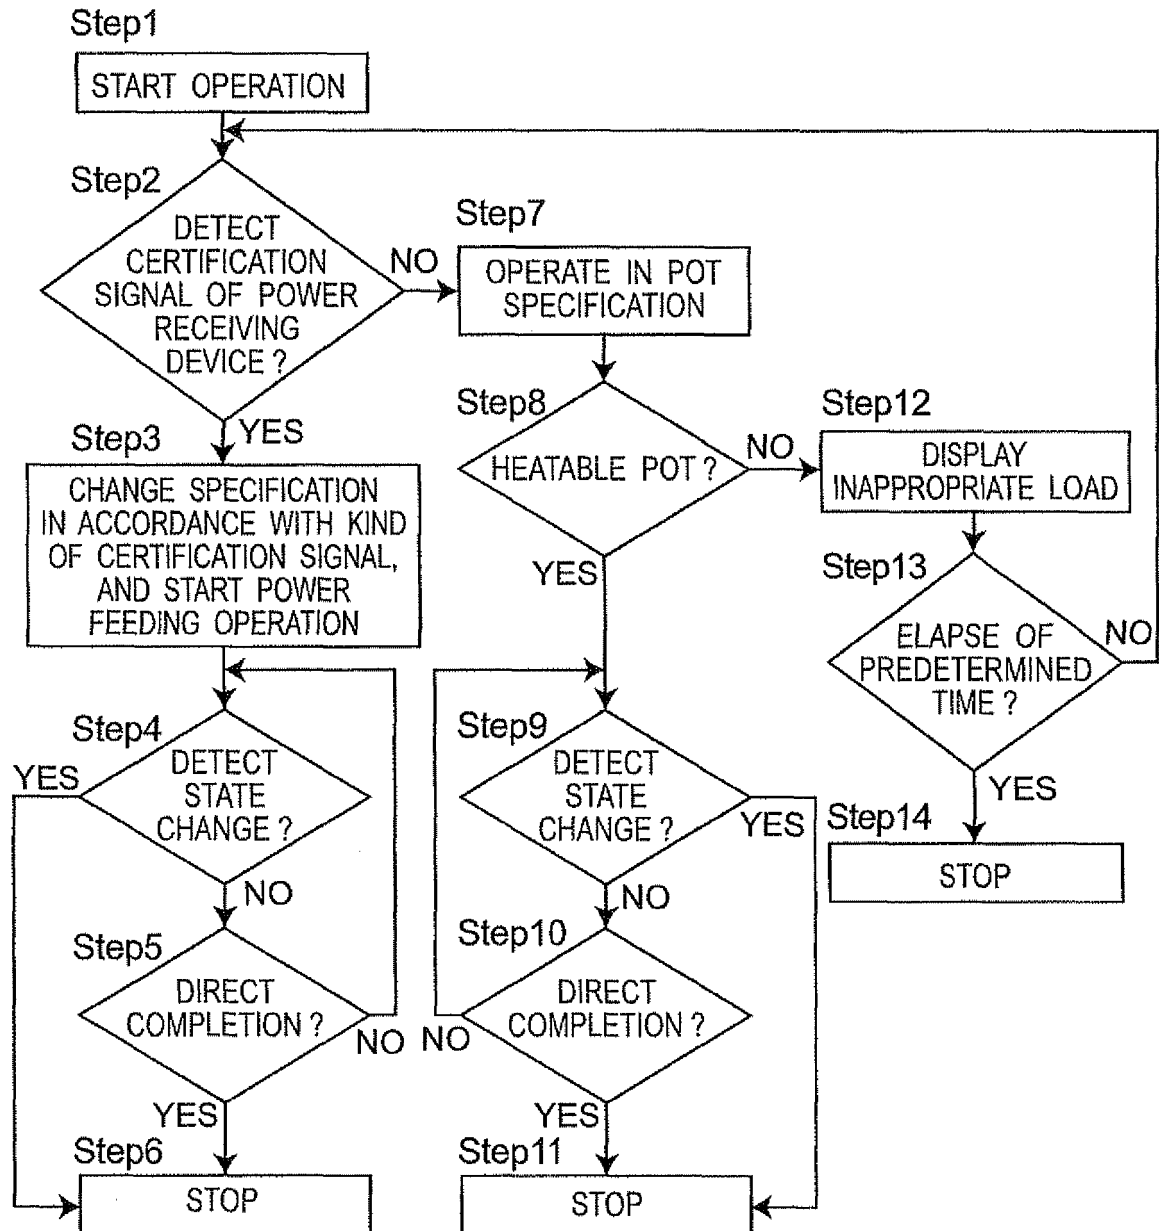 Step1
START OPERATION
Step2
DETECT
CERTIFICATION
SIGNAL OF POWER
RECEIVING
DEVICE ?
NO
YES
Step7
OPERATE IN POT
SPECIFICATION
Step3
CHANGE SPECIFICATION
IN ACCORDANCE WITH KIND
OF CERTIFICATION SIGNAL,
AND START POWER
FEEDING OPERATION
Step8
HEATABLE POT ?
NO
YES
Step12
DISPLAY
INAPPROPRIATE LOAD
Step13
ELAPSE OF
PREDETERMINED
TIME ?
NO
YES
Step14
STOP
Step4
DETECT
STATE
CHANGE ?
YES
NO
Step5
DIRECT
COMPLETION ?
NO
YES
Step6
STOP
Step9
DETECT
STATE
CHANGE ?
YES
NO
Step10
DIRECT
COMPLETION ?
NO
YES
Step11
STOP